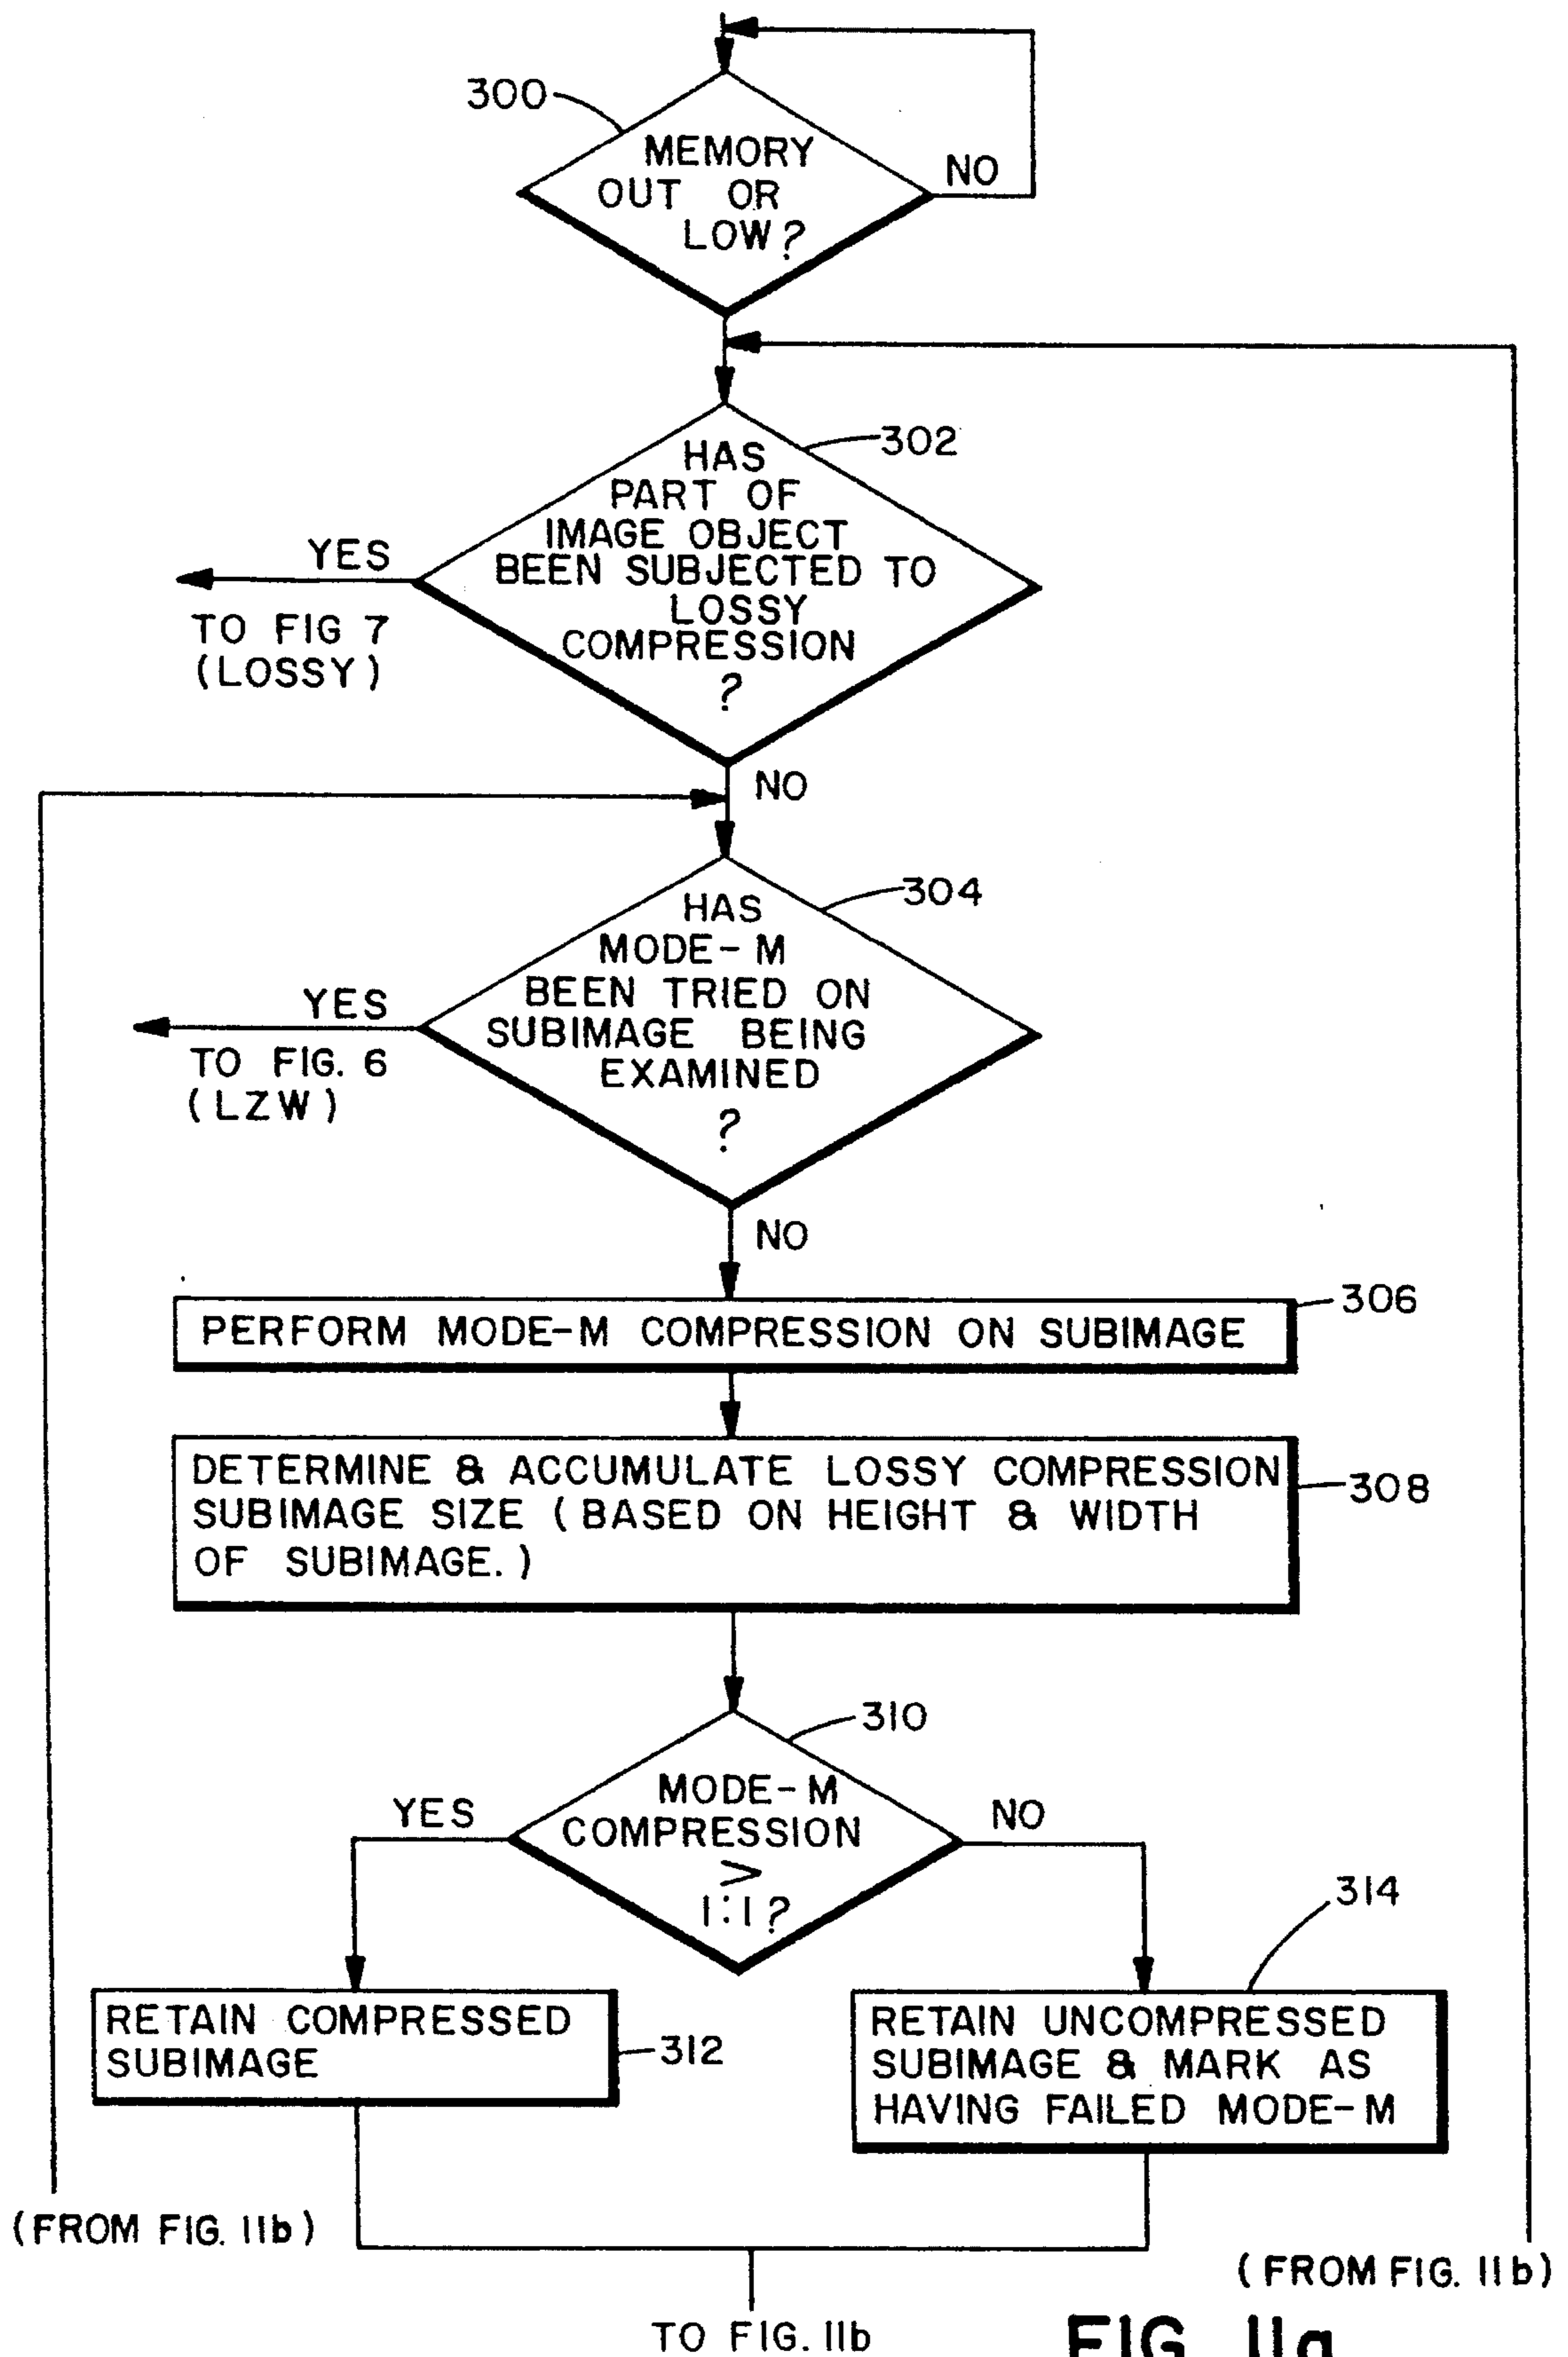 300
MEMORY
OUT OR
LOW?
NO
302
HAS
PART OF
IMAGE OBJECT
BEEN SUBJECTED TO
LOSSY
COMPRESSION
?
YES
TO FIG 7
(LOSSY)
NO
304
HAS
MODE-M
BEEN TRIED ON
SUBIMAGE BEING
EXAMINED
?
YES
TO FIG. 6
(LZW)
NO
PERFORM MODE-M COMPRESSION ON SUBIMAGE
306
DETERMINE & ACCUMULATE LOSSY COMPRESSION
SUBIMAGE SIZE (BASED ON HEIGHT & WIDTH
OF SUBIMAGE.)
308
310
MODE-M
COMPRESSION
>
1:1?
YES
NO
314
RETAIN COMPRESSED
SUBIMAGE
312
RETAIN UNCOMPRESSED
SUBIMAGE & MARK AS
HAVING FAILED MODE-M
(FROM FIG. 11b)
(FROM FIG. 11b)
TO FIG. 11b
FIG. 11a